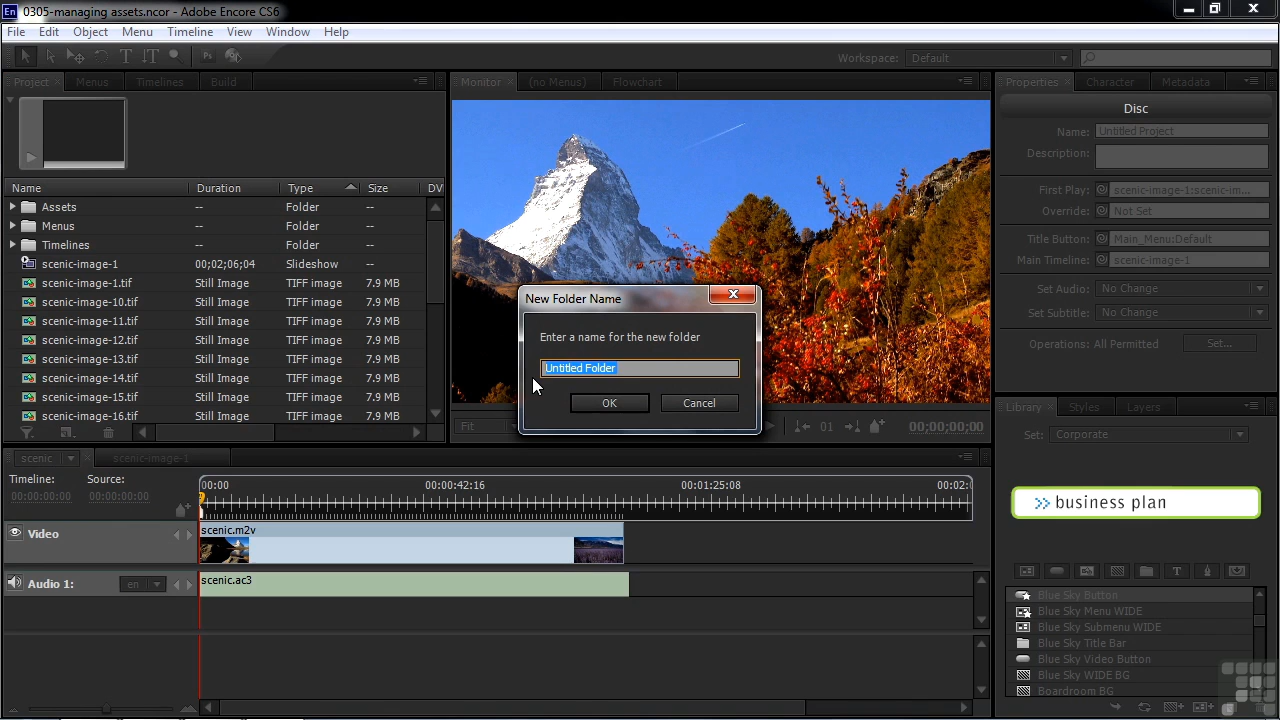 0305-managing assets.ncor - Adobe Encore CS6
File Edit Object Menu Timeline View Window Help
Workspace: Default
Project Menus Timelines Build
Monitor (no Menus) Flowchart
Properties Character Metadata
Disc
Name: Untitled Project
Description:
First Play: scenic-image-1:scenic-im...
Override: Not Set
Title Button: Main_Menu:Default
Main Timeline: scenic-image-1
Set Audio: No Change
Set Subtitle: No Change
Operations: All Permitted Set...
Name Duration Type Size DV
Assets -- Folder --
Menus -- Folder --
Timelines -- Folder --
scenic-image-1 00;02;06;04 Slideshow --
scenic-image-1.tif Still Image TIFF image 7.9 MB
scenic-image-10.tif Still Image TIFF image 7.9 MB
scenic-image-11.tif Still Image TIFF image 7.9 MB
scenic-image-12.tif Still Image TIFF image 7.9 MB
scenic-image-13.tif Still Image TIFF image 7.9 MB
scenic-image-14.tif Still Image TIFF image 7.9 MB
scenic-image-15.tif Still Image TIFF image 7.9 MB
scenic-image-16.tif Still Image TIFF image 7.9 MB
New Folder Name
Enter a name for the new folder
Untitled Folder
OK Cancel
Fit 01 00;00;00;00
Library Styles Layers
Set: Corporate
>> business plan
Blue Sky Button
Blue Sky Menu WIDE
Blue Sky Submenu WIDE
Blue Sky Title Bar
Blue Sky Video Button
Blue Sky WIDE BG
Boardroom BG
scenic scenic-image-1
Timeline: Source:
00:00:00:00 00:00:00:00
00:00 00:00:42:16 00:01:25:08 00:02:
Video scenic.m2v
Audio 1: en scenic.ac3